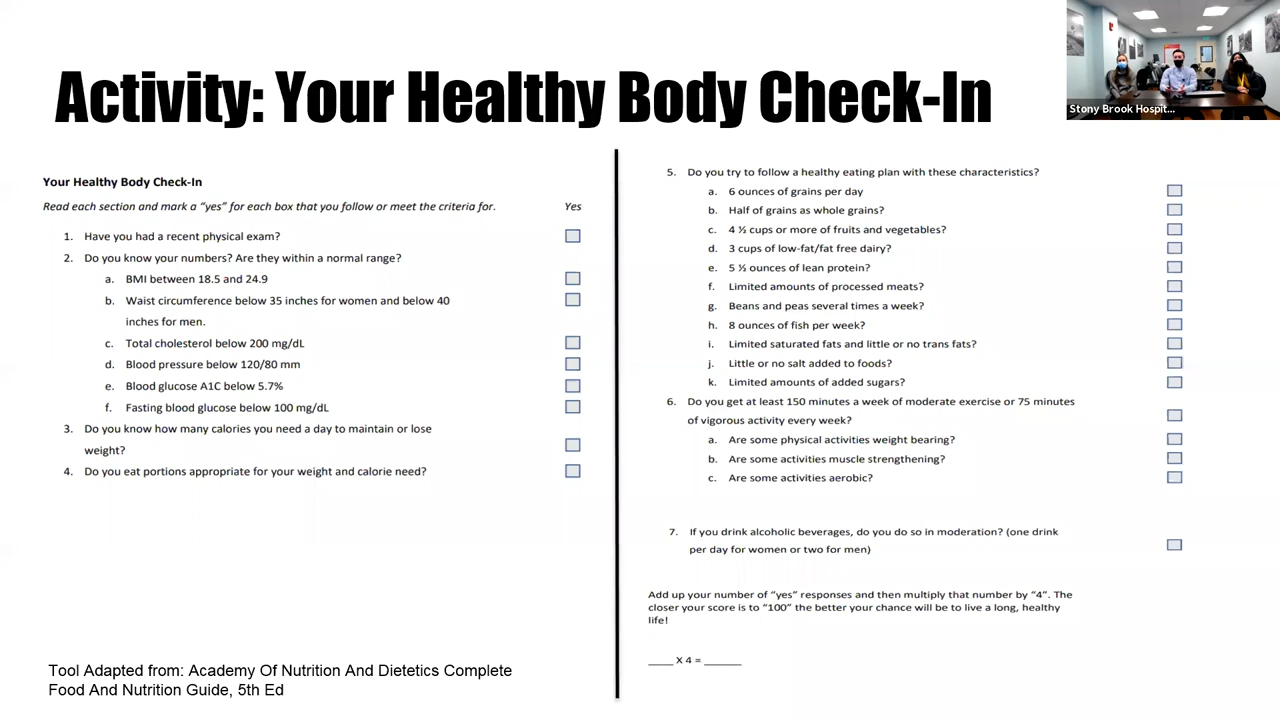 Activity: Your Healthy Body Check-In
Stony Brook Hospit...
Your Healthy Body Check-In
Read each section and mark a “yes” for each box that you follow or meet the criteria for. Yes
1. Have you had a recent physical exam?
2. Do you know your numbers? Are they within a normal range?
a. BMI between 18.5 and 24.9
b. Waist circumference below 35 inches for women and below 40
inches for men.
c. Total cholesterol below 200 mg/dL
d. Blood pressure below 120/80 mm
e. Blood glucose A1C below 5.7%
f. Fasting blood glucose below 100 mg/dL
3. Do you know how many calories you need a day to maintain or lose
weight?
4. Do you eat portions appropriate for your weight and calorie need?
5. Do you try to follow a healthy eating plan with these characteristics?
a. 6 ounces of grains per day
b. Half of grains as whole grains?
c. 4 ½ cups or more of fruits and vegetables?
d. 3 cups of low-fat/fat free dairy?
e. 5 ½ ounces of lean protein?
f. Limited amounts of processed meats?
g. Beans and peas several times a week?
h. 8 ounces of fish per week?
i. Limited saturated fats and little or no trans fats?
j. Little or no salt added to foods?
k. Limited amounts of added sugars?
6. Do you get at least 150 minutes a week of moderate exercise or 75 minutes
of vigorous activity every week?
a. Are some physical activities weight bearing?
b. Are some activities muscle strengthening?
c. Are some activities aerobic?
7. If you drink alcoholic beverages, do you do so in moderation? (one drink
per day for women or two for men)
Add up your number of “yes” responses and then multiply that number by “4”. The
closer your score is to “100” the better your chance will be to live a long, healthy
life!
____ X 4 = ______
Tool Adapted from: Academy Of Nutrition And Dietetics Complete
Food And Nutrition Guide, 5th Ed